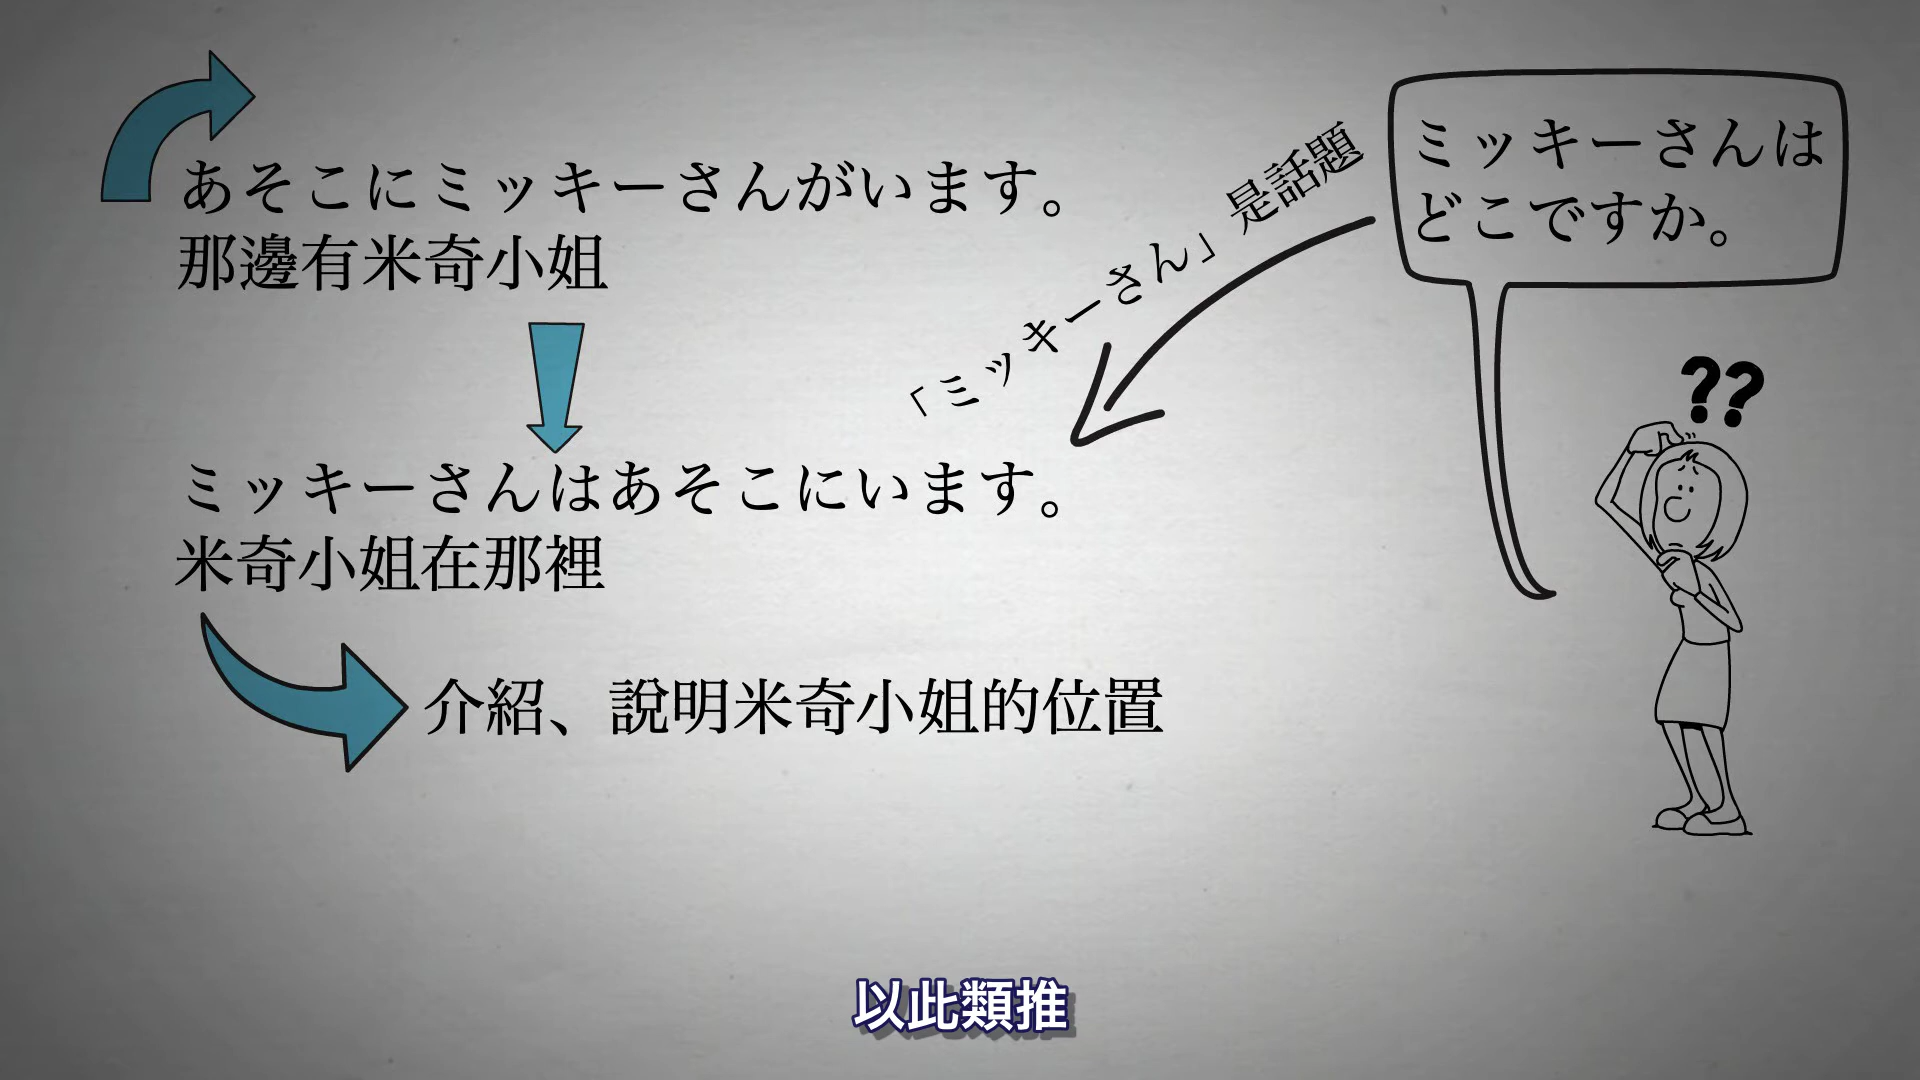 あそこにミッキーさんがいます。
那邊有米奇小姐
ミッキーさんは
どこですか。
「ミッキーさん」是話題
??
ミッキーさんはあそこにいます。
米奇小姐在那裡
介紹、說明米奇小姐的位置
以此類推